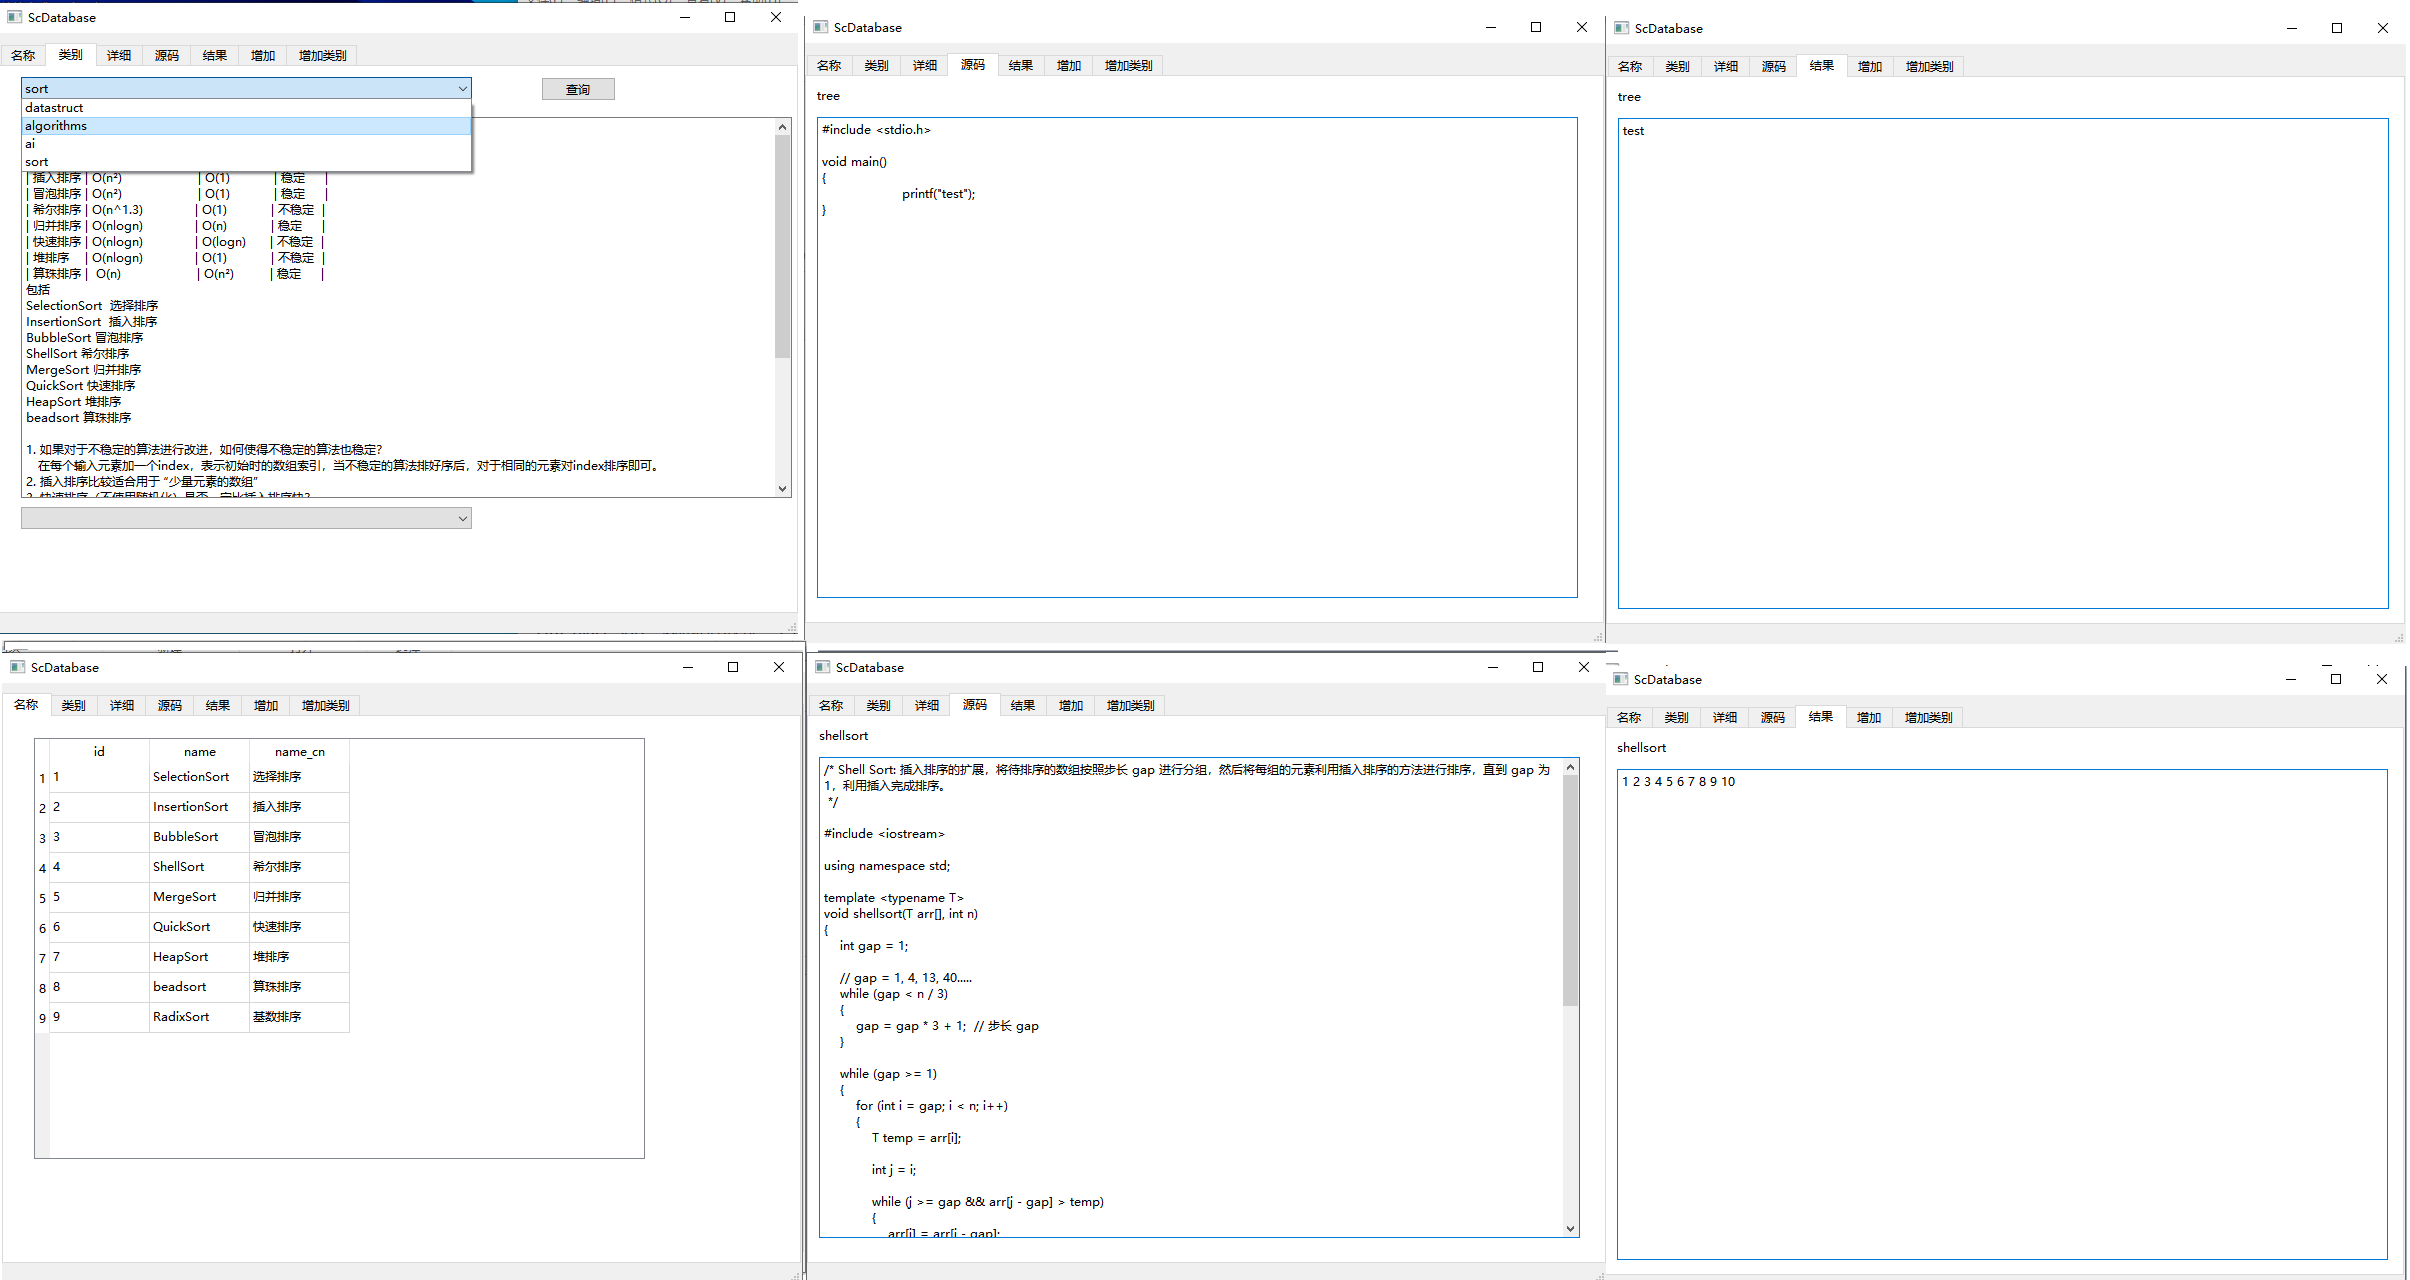 ScDatabase
名称 类别 详细 源码 结果 增加 增加类别
sort
查询
datastruct
algorithms
ai
sort
| 插入排序 | O(n²) | O(1) | 稳定 |
| 冒泡排序 | O(n²) | O(1) | 稳定 |
| 希尔排序 | O(n^1.3) | O(1) | 不稳定 |
| 归并排序 | O(nlogn) | O(n) | 稳定 |
| 快速排序 | O(nlogn) | O(logn) | 不稳定 |
| 堆排序 | O(nlogn) | O(1) | 不稳定 |
| 算珠排序 | O(n) | O(n²) | 稳定 |
包括
SelectionSort 选择排序
InsertionSort 插入排序
BubbleSort 冒泡排序
ShellSort 希尔排序
MergeSort 归并排序
QuickSort 快速排序
HeapSort 堆排序
beadsort 算珠排序
1. 如果对于不稳定的算法进行改进，如何使得不稳定的算法也稳定?
在每个输入元素加一个index，表示初始时的数组索引，当不稳定的算法排好序后，对于相同的元素对index排序即可。
2. 插入排序比较适合用于 “少量元素的数组”
ScDatabase
名称 类别 详细 源码 结果 增加 增加类别
tree
#include <stdio.h>
void main()
{
printf("test");
}
ScDatabase
名称 类别 详细 源码 结果 增加 增加类别
tree
test
ScDatabase
名称 类别 详细 源码 结果 增加 增加类别
id name name_cn
1 1 SelectionSort 选择排序
2 2 InsertionSort 插入排序
3 3 BubbleSort 冒泡排序
4 4 ShellSort 希尔排序
5 5 MergeSort 归并排序
6 6 QuickSort 快速排序
7 7 HeapSort 堆排序
8 8 beadsort 算珠排序
9 9 RadixSort 基数排序
ScDatabase
名称 类别 详细 源码 结果 增加 增加类别
shellsort
/* Shell Sort: 插入排序的扩展，将待排序的数组按照步长 gap 进行分组，然后将每组的元素利用插入排序的方法进行排序，直到 gap 为
1，利用插入完成排序。
*/
#include <iostream>
using namespace std;
template <typename T>
void shellsort(T arr[], int n)
{
int gap = 1;
// gap = 1, 4, 13, 40.....
while (gap < n / 3)
{
gap = gap * 3 + 1; // 步长 gap
}
while (gap >= 1)
{
for (int i = gap; i < n; i++)
{
T temp = arr[i];
int j = i;
while (j >= gap && arr[j - gap] > temp)
{
arr[j] = arr[j - gap];
ScDatabase
名称 类别 详细 源码 结果 增加 增加类别
shellsort
1 2 3 4 5 6 7 8 9 10